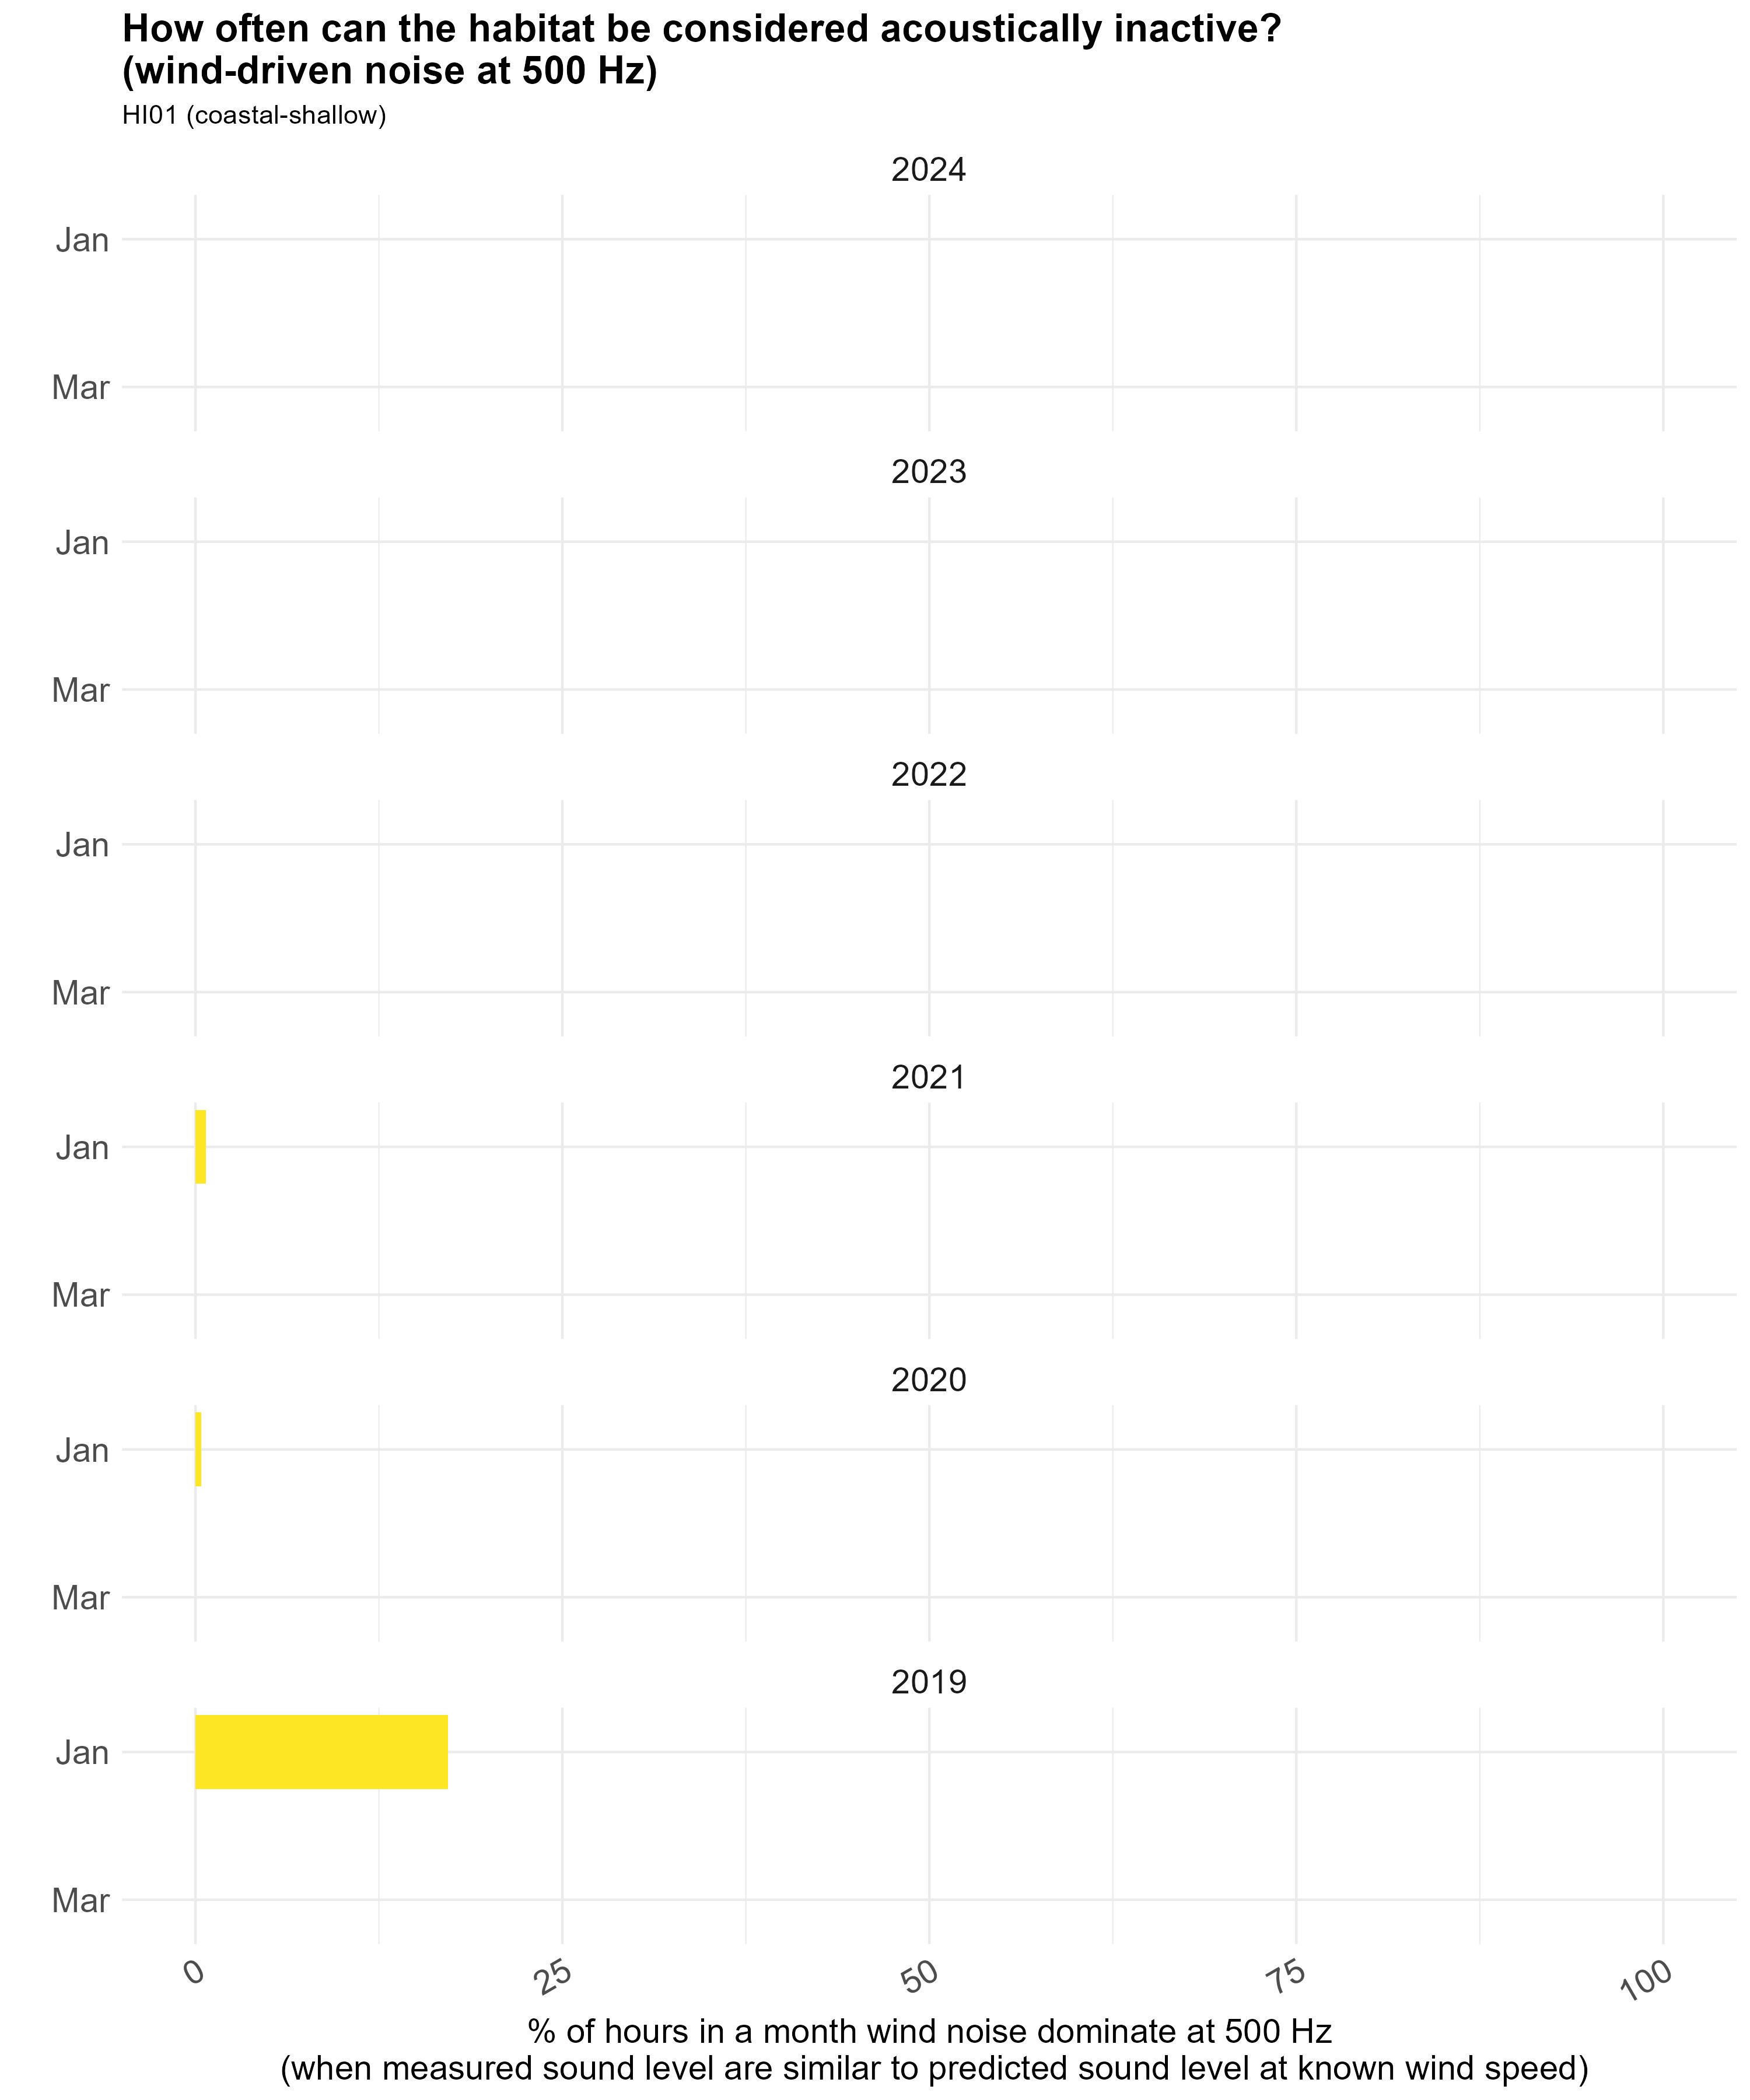 How often can the habitat be considered acoustically inactive?
(wind-driven noise at 500 Hz)
HI01 (coastal-shallow)
2024
Jan
Mar
2023
Jan
Mar
2022
Jan
Mar
2021
Jan
Mar
2020
Jan
Mar
2019
Jan
Mar
0 25 50 75 100
% of hours in a month wind noise dominate at 500 Hz
(when measured sound level are similar to predicted sound level at known wind speed)